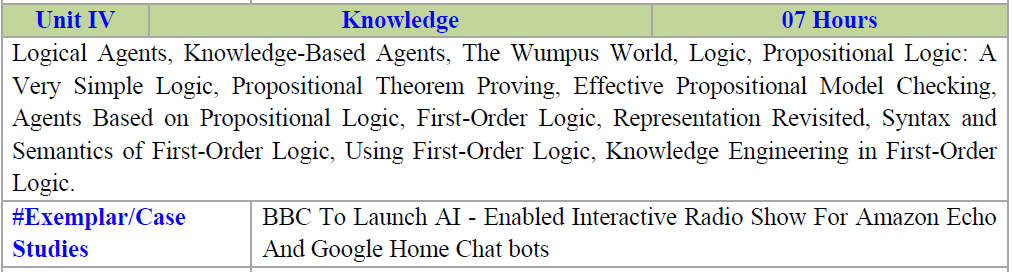 Unit IV Knowledge 07 Hours
Logical Agents, Knowledge-Based Agents, The Wumpus World, Logic, Propositional Logic: A
Very Simple Logic, Propositional Theorem Proving, Effective Propositional Model Checking,
Agents Based on Propositional Logic, First-Order Logic, Representation Revisited, Syntax and
Semantics of First-Order Logic, Using First-Order Logic, Knowledge Engineering in First-Order
Logic.
#Exemplar/Case
Studies
BBC To Launch AI - Enabled Interactive Radio Show For Amazon Echo
And Google Home Chat bots